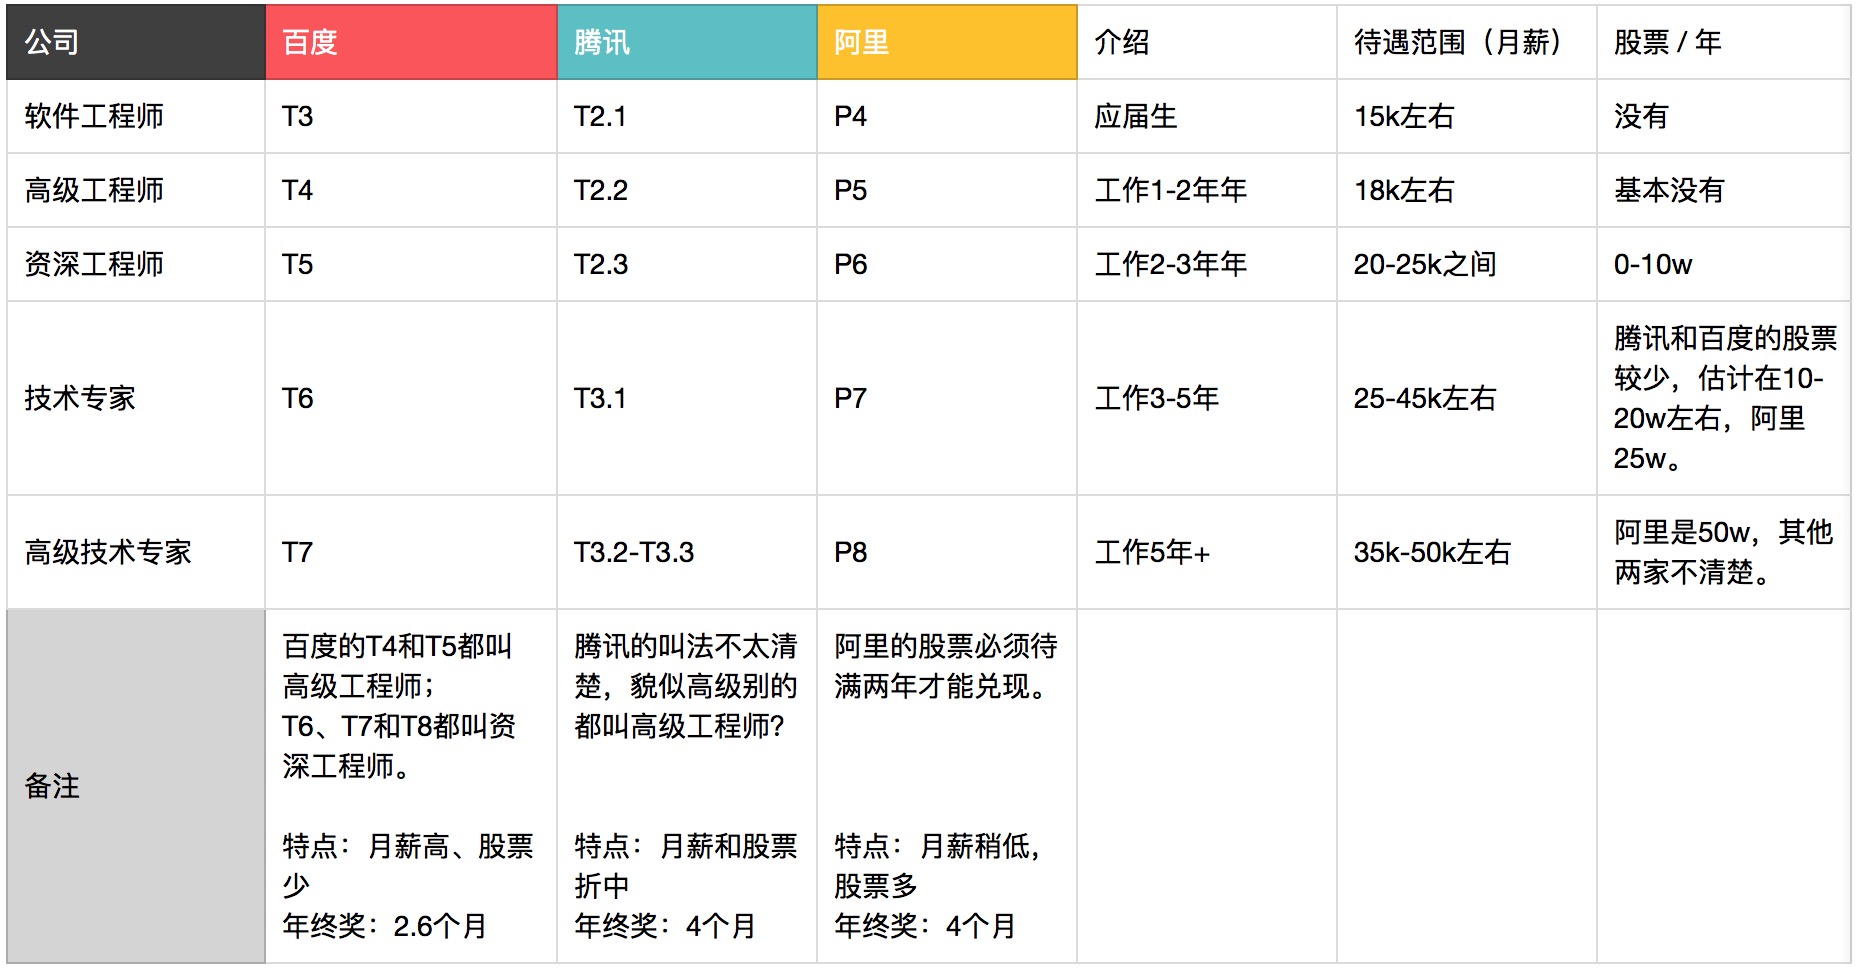 公司
百度
腾讯
阿里
介绍
待遇范围（月薪）
股票 / 年
软件工程师
T3
T2.1
P4
应届生
15k左右
没有
高级工程师
T4
T2.2
P5
工作1-2年年
18k左右
基本没有
资深工程师
T5
T2.3
P6
工作2-3年年
20-25k之间
0-10w
技术专家
T6
T3.1
P7
工作3-5年
25-45k左右
腾讯和百度的股票
较少，估计在10-
20w左右，阿里
25w。
高级技术专家
T7
T3.2-T3.3
P8
工作5年+
35k-50k左右
阿里是50w，其他
两家不清楚。
备注
百度的T4和T5都叫
高级工程师；
T6、T7和T8都叫资
深工程师。
特点：月薪高、股票
少
年终奖：2.6个月
腾讯的叫法不太清
楚，貌似高级别的
都叫高级工程师？
特点：月薪和股票
折中
年终奖：4个月
阿里的股票必须待
满两年才能兑现。
特点：月薪稍低，
股票多
年终奖：4个月